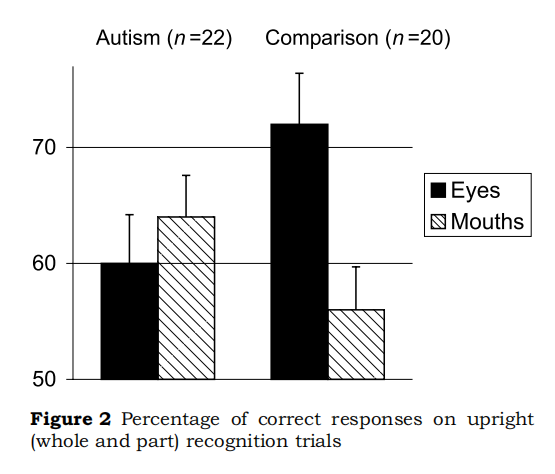 Autism (n=22) Comparison (n=20)
70
60
50
Eyes
Mouths
Figure 2 Percentage of correct responses on upright
(whole and part) recognition trials